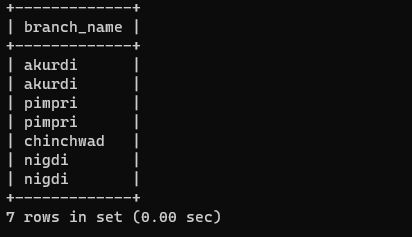 +-------------+
| branch_name |
+-------------+
| akurdi      |
| akurdi      |
| pimpri      |
| pimpri      |
| chinchwad   |
| nigdi       |
| nigdi       |
+-------------+
7 rows in set (0.00 sec)